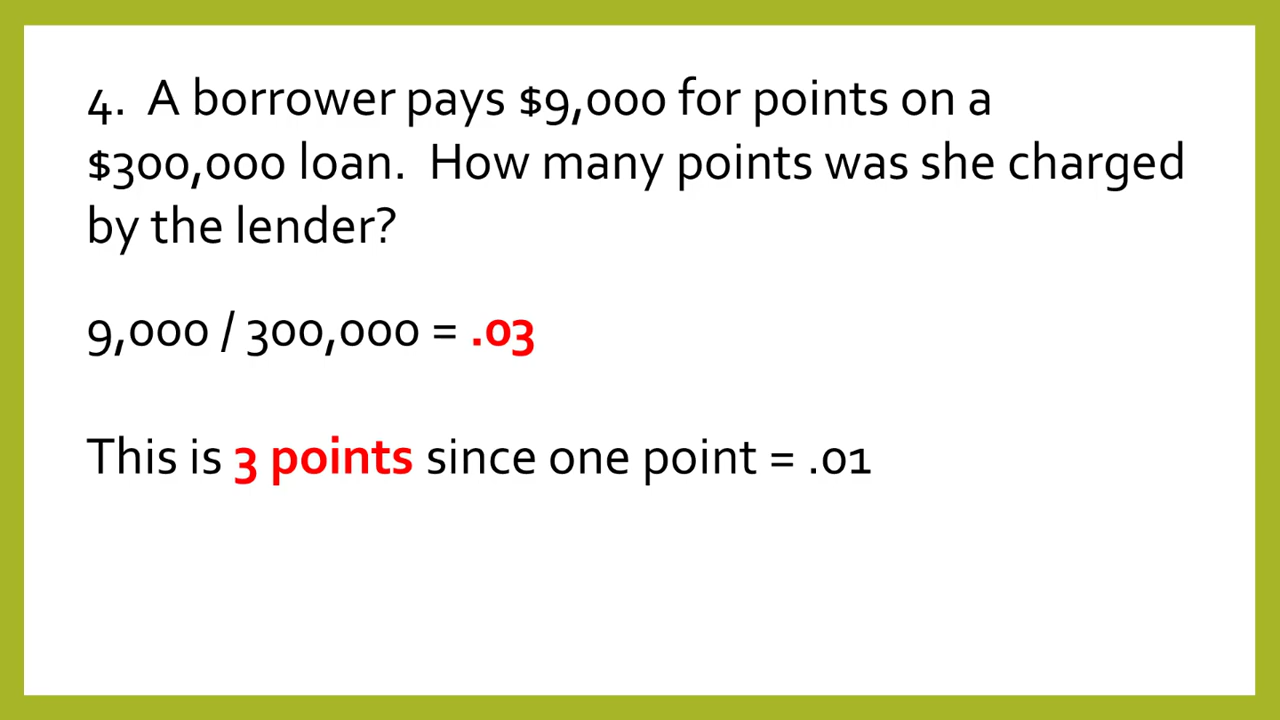 4.  A borrower pays $9,000 for points on a
$300,000 loan.  How many points was she charged
by the lender?
9,000 / 300,000 = .03
This is 3 points since one point = .01